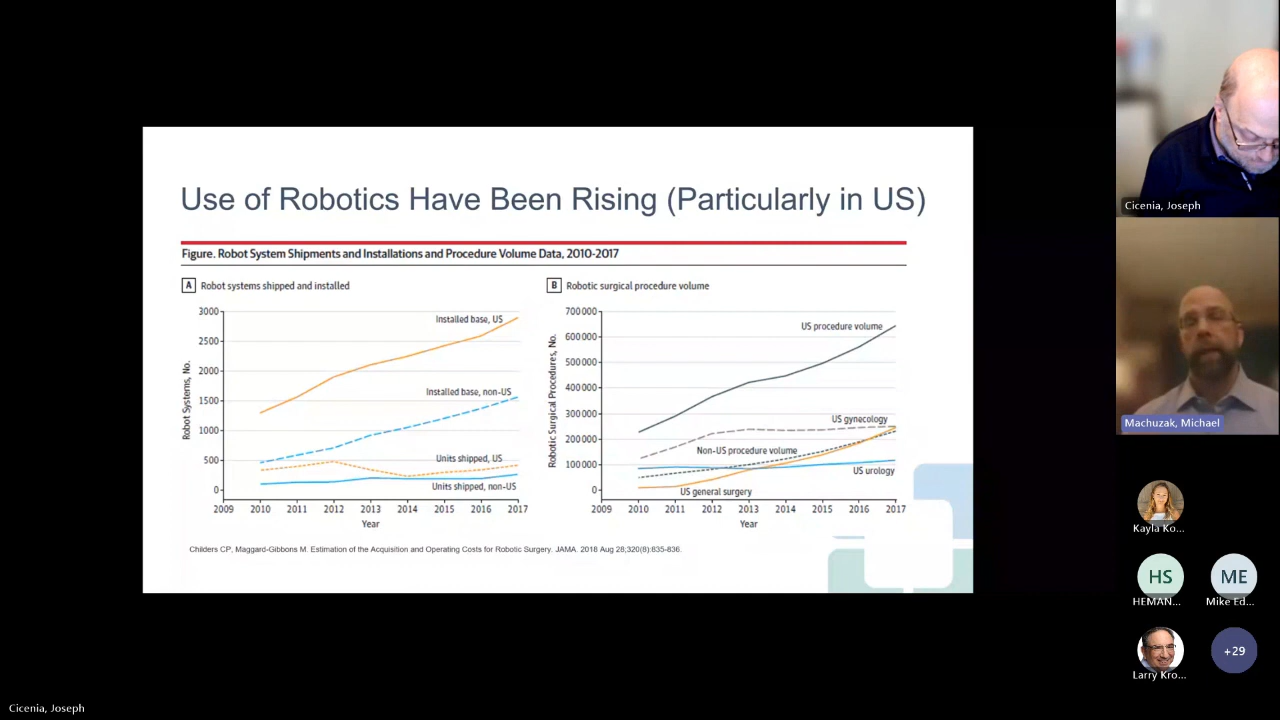 Use of Robotics Have Been Rising (Particularly in US)
Figure. Robot System Shipments and Installations and Procedure Volume Data, 2010-2017
A Robot systems shipped and installed
3000
2500
2000
1500
1000
500
0
Robot Systems, No.
Installed base, US
Installed base, non-US
Units shipped, US
Units shipped, non-US
2009 2010 2011 2012 2013 2014 2015 2016 2017
Year
B Robotic surgical procedure volume
700000
600000
500000
400000
300000
200000
100000
0
Robotic Surgical Procedures, No.
US procedure volume
US gynecology
Non-US procedure volume
US urology
US general surgery
2009 2010 2011 2012 2013 2014 2015 2016 2017
Year
Childers CP, Maggard-Gibbons M. Estimation of the Acquisition and Operating Costs for Robotic Surgery. JAMA. 2018 Aug 28;320(8):835-836.
Cicenia, Joseph
Machuzak, Michael
Kayla Ko...
HS
HEMAN...
ME
Mike Ed...
Larry Kro...
+29
Cicenia, Joseph